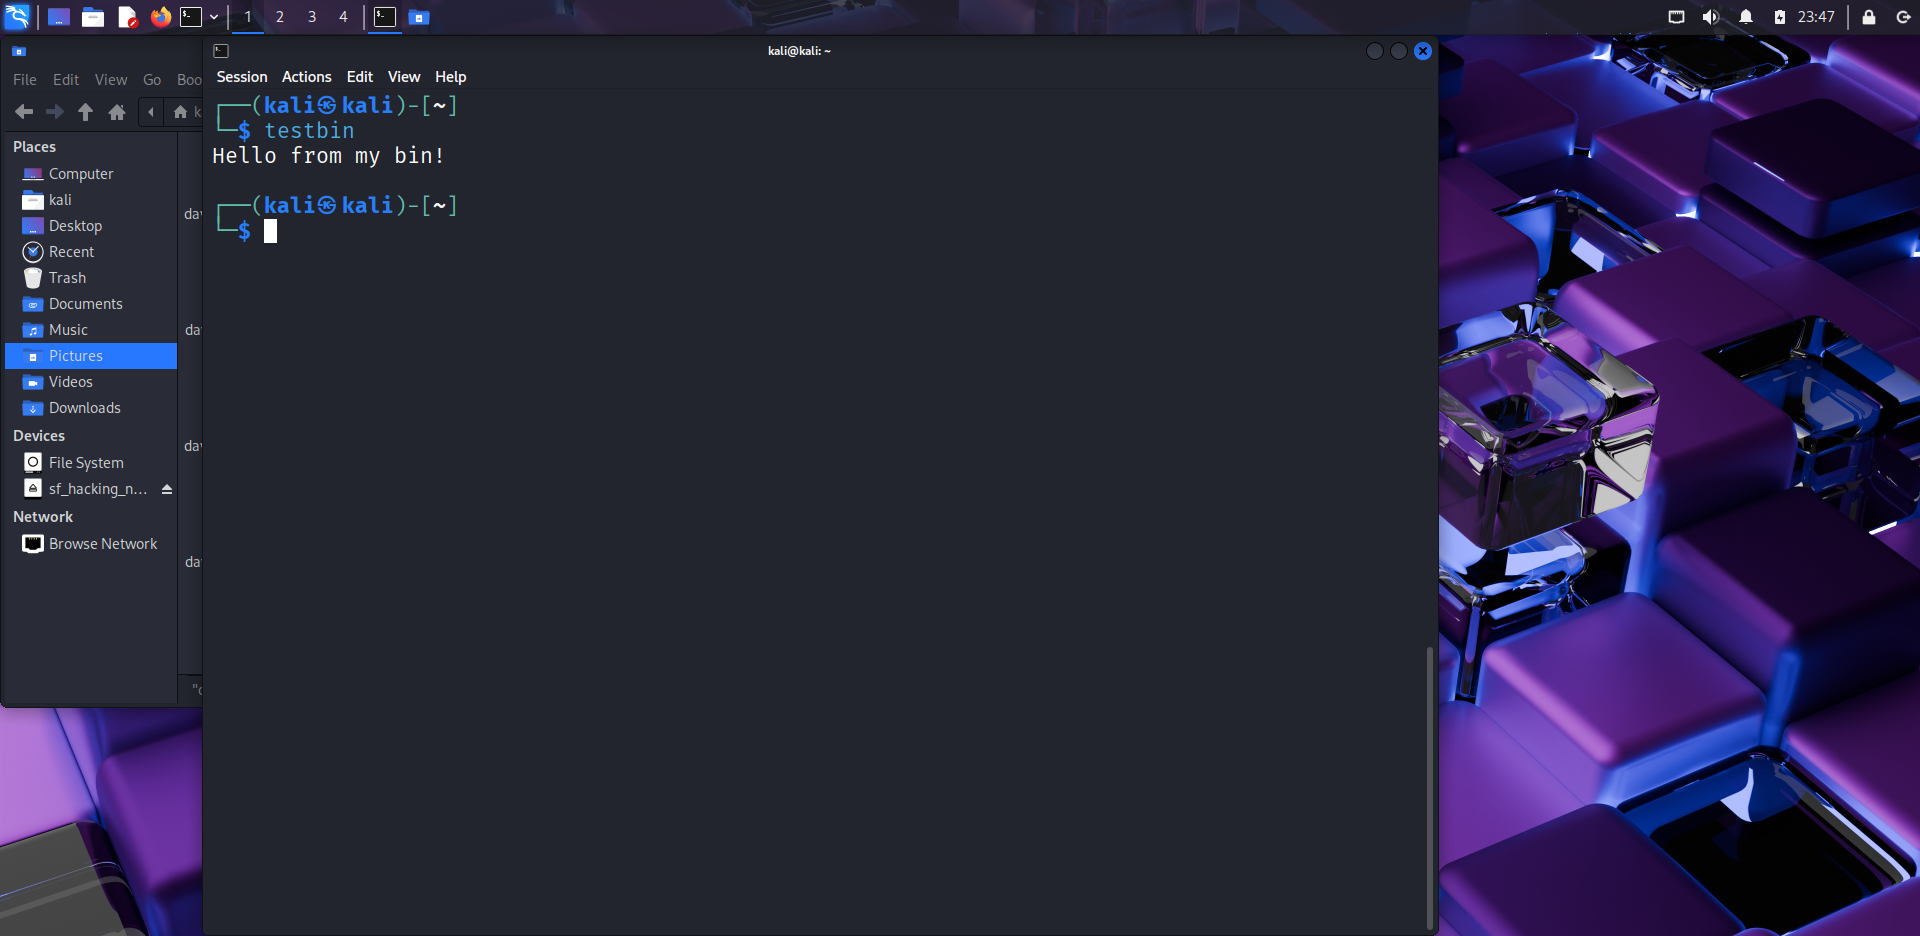 1 2 3 4
23:47
kali@kali: ~
File Edit View Go Boo
Session Actions Edit View Help
k
Places
Computer
kali
Desktop
Recent
Trash
Documents
Music
Pictures
Videos
Downloads
Devices
File System
sf_hacking_n...
Network
Browse Network
da
da
da
da
┌──(kali㉿kali)-[~]
└─$ testbin
Hello from my bin!
┌──(kali㉿kali)-[~]
└─$